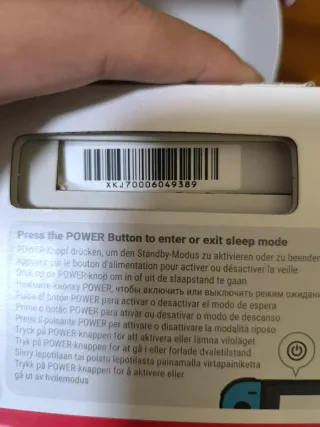 XKJ70006049389
Press the POWER Button to enter or exit sleep mode
POWER-Knopf drücken, um den Standby-Modus zu aktivieren oder zu beenden
Appuyez sur le bouton d'alimentation pour activer ou désactiver la veille
Druk op de POWER-knop om in of uit de slaapstand te gaan
Нажмите кнопку POWER, чтобы включить или выключить режим ожидания
Pulse el botón POWER para activar o desactivar el modo de espera
Prime o botão POWER para ativar ou desativar o modo de descanso
Premi il pulsante POWER per attivare o disattivare la modalità riposo
Tryck på POWER-knappen för att aktivera eller lämna viloläget
Tryk på POWER-knappen for at gå i eller forlade dvaletilstand
Siirry lepotilaan tai poistu lepotilasta painamalla virtapainiketta
Trykk på POWER-knappen for å aktivere eller
gå ut av hvilemodus